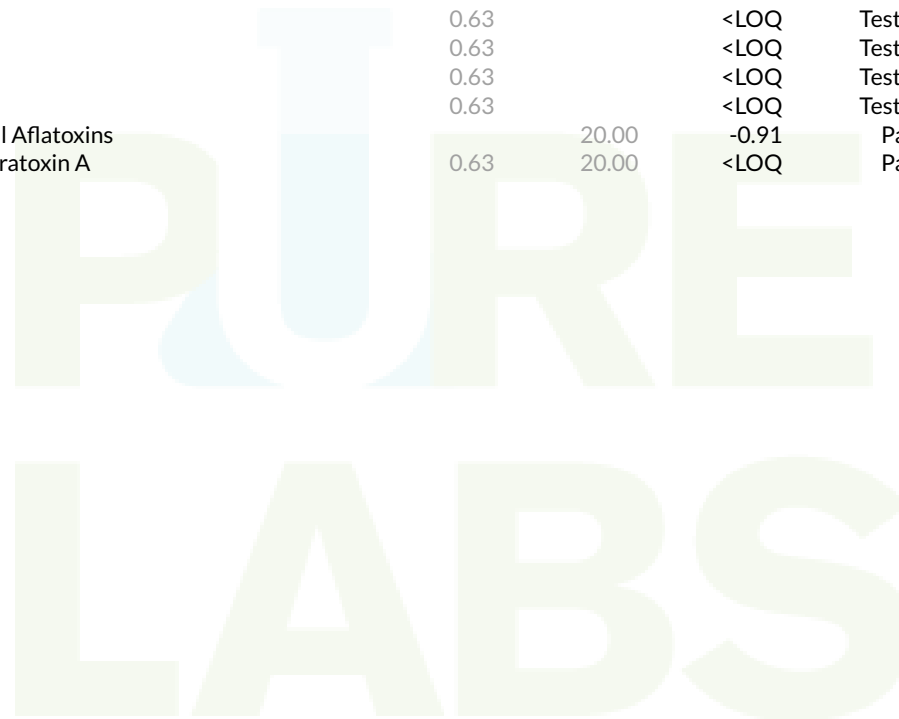 0.63 <LOQ Test
0.63 <LOQ Test
0.63 <LOQ Test
0.63 <LOQ Test
l Aflatoxins 20.00 -0.91 Pa
ratoxin A 0.63 20.00 <LOQ Pa
PURE
LABS